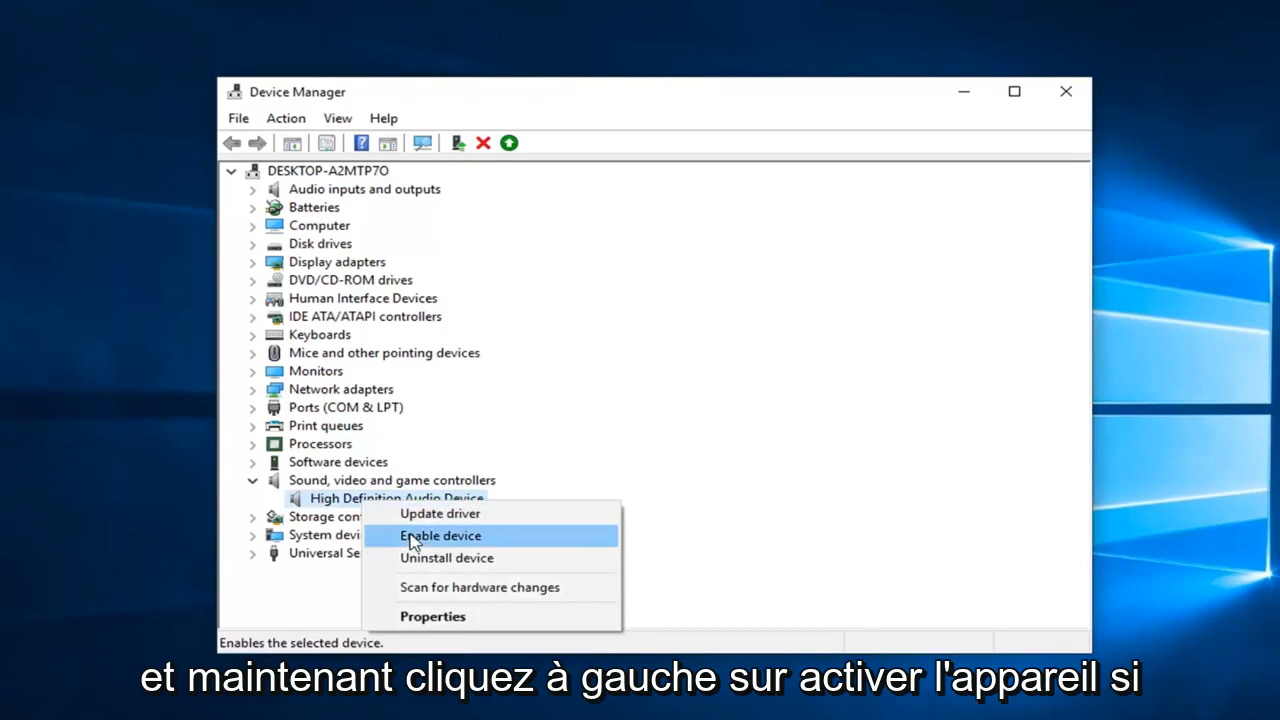 Device Manager
File Action View Help
DESKTOP-A2MTP7O
Audio inputs and outputs
Batteries
Computer
Disk drives
Display adapters
DVD/CD-ROM drives
Human Interface Devices
IDE ATA/ATAPI controllers
Keyboards
Mice and other pointing devices
Monitors
Network adapters
Ports (COM & LPT)
Print queues
Processors
Software devices
Sound, video and game controllers
High Definition Audio Device
Update driver
Storage con
Enable device
System devi
Uninstall device
Universal Se
Scan for hardware changes
Properties
Enables the selected device.
et maintenant cliquez à gauche sur activer l'appareil si